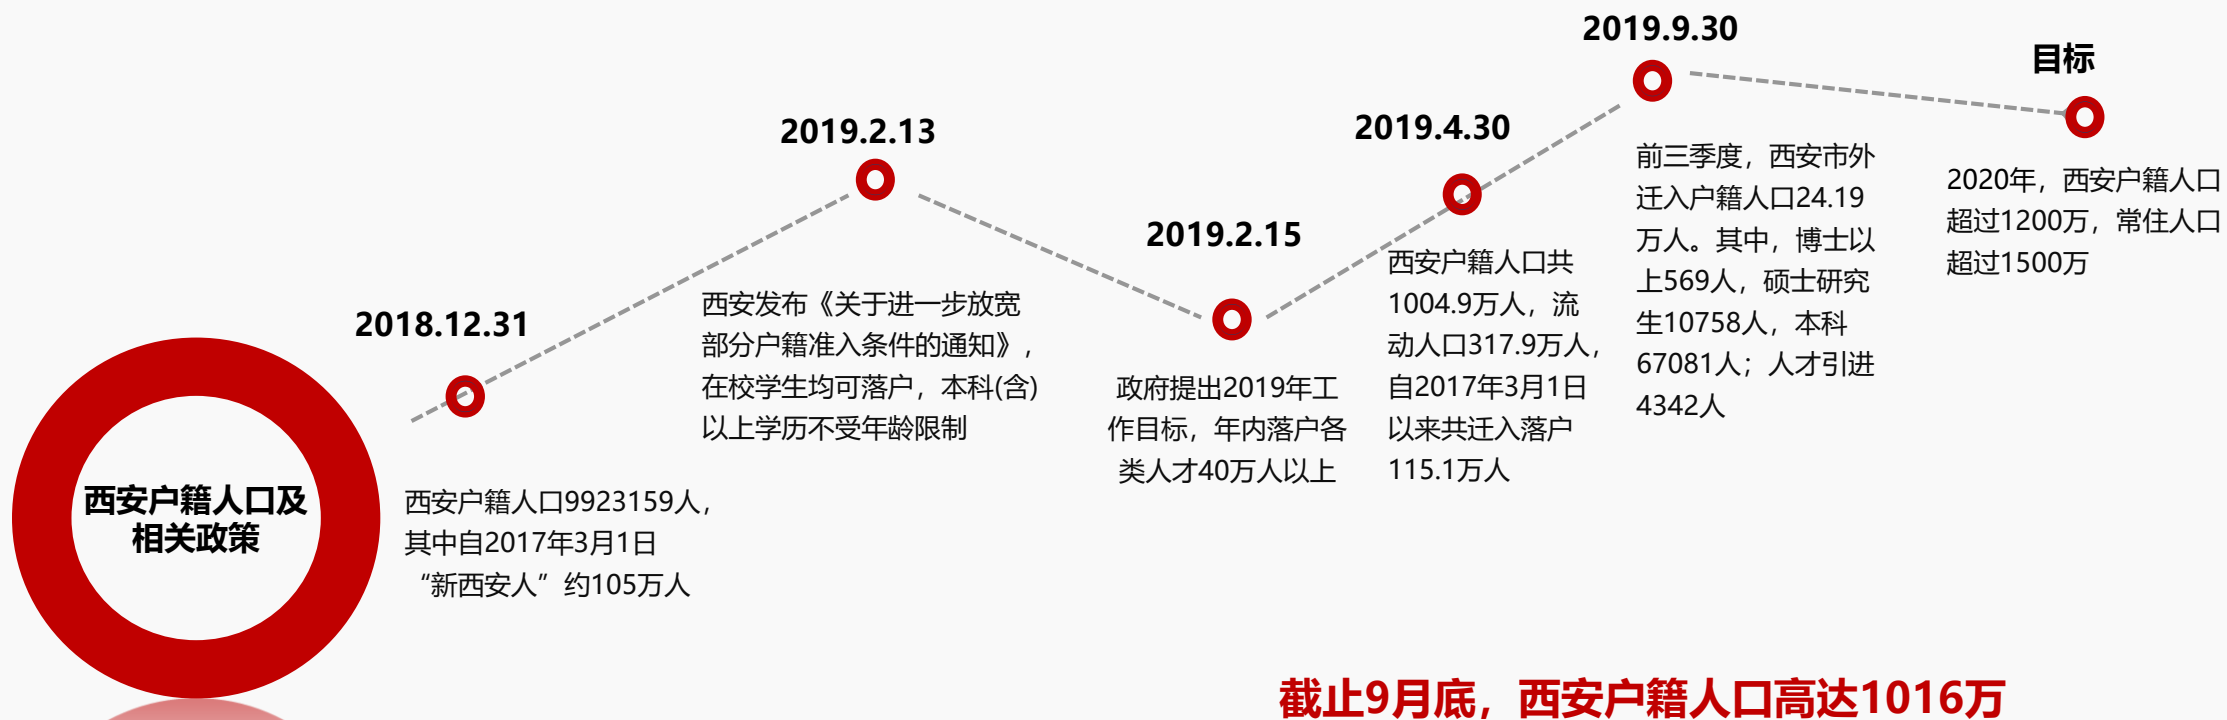 西安户籍人口及
相关政策
2018.12.31
西安户籍人口9923159人，
其中自2017年3月1日
“新西安人”约105万人
2019.2.13
西安发布《关于进一步放宽
部分户籍准入条件的通知》，
在校学生均可落户，本科(含)
以上学历不受年龄限制
2019.2.15
政府提出2019年工
作目标，年内落户各
类人才40万人以上
2019.4.30
西安户籍人口共
1004.9万人，流
动人口317.9万人，
自2017年3月1日
以来共迁入落户
115.1万人
2019.9.30
前三季度，西安市外
迁入户籍人口24.19
万人。其中，博士以
上569人，硕士研究
生10758人，本科
67081人；人才引进
4342人
目标
2020年，西安户籍人口
超过1200万，常住人口
超过1500万
截止9月底，西安户籍人口高达1016万